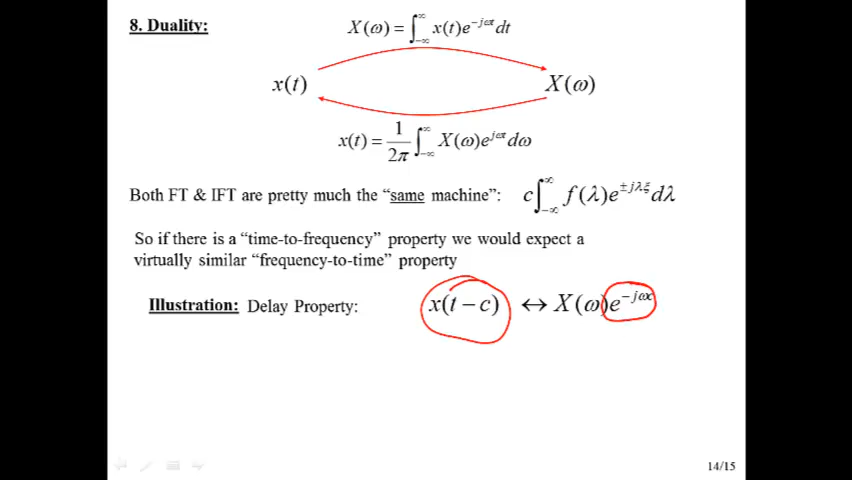 8. Duality:
X(ω) = ∫_{-∞}^{∞} x(t)e^{-jωt}dt
x(t)
X(ω)
x(t) = \frac{1}{2π} ∫_{-∞}^{∞} X(ω)e^{jωt}dω
Both FT & IFT are pretty much the “same machine”: c∫_{-∞}^{∞} f(λ)e^{±jλξ}dλ
So if there is a “time-to-frequency” property we would expect a
virtually similar “frequency-to-time” property
Illustration: Delay Property: x(t − c) ↔ X(ω)e^{-jωc}
14/15